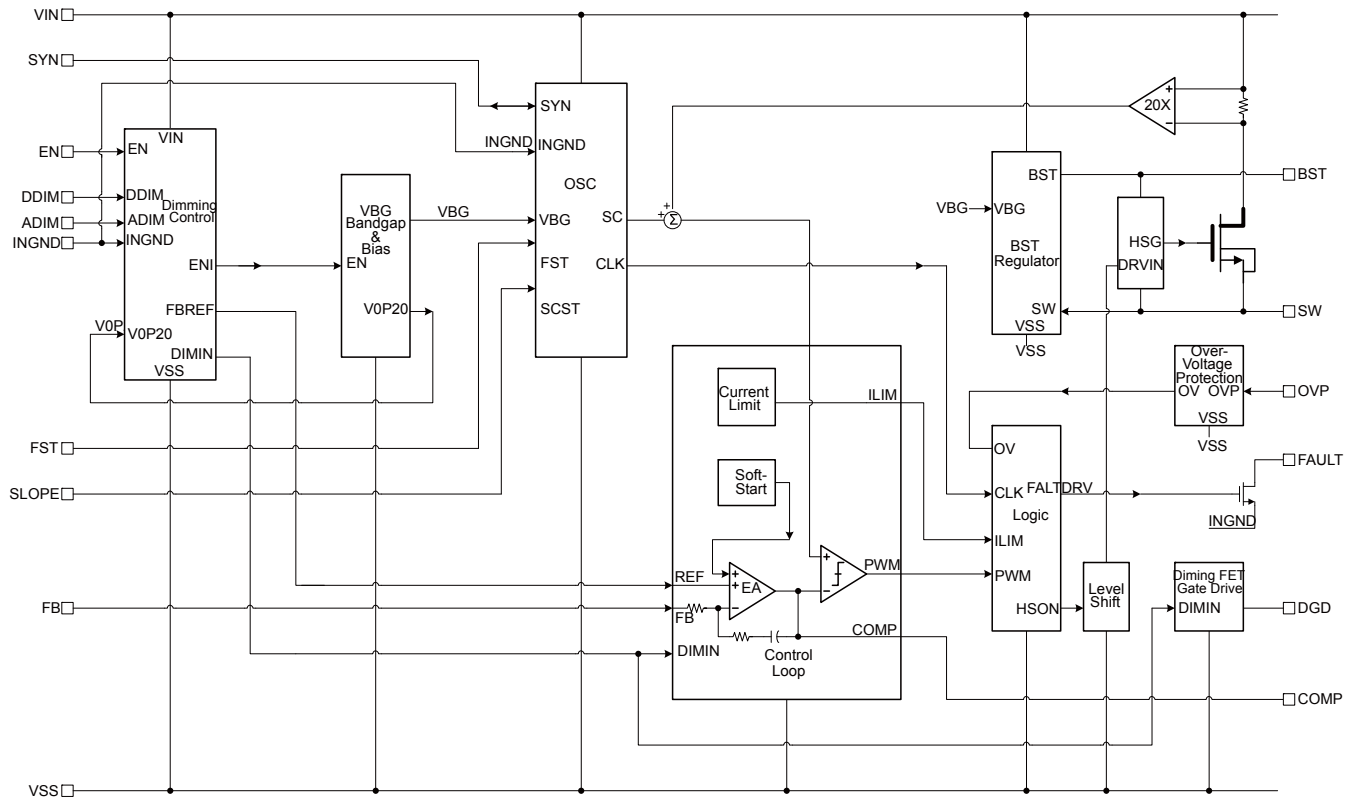 VIN
SYN
EN
DDIM
ADIM
INGND
FST
SLOPE
FB
VSS
VIN
EN
DDIM
Dimming
Control
ADIM
INGND
ENI
FBREF
V0P
V0P20
DIMIN
VSS
VBG
Bandgap
&
Bias
EN
V0P20
VBG
INGND
SYN
INGND
OSC
VBG
SC
FST
CLK
SCST
+
+
Σ
20X
+
−
BST
VBG
VBG
BST
Regulator
SW
VSS
VSS
HSG
DRVIN
BST
SW
Over-
Voltage
Protection
OV OVP
VSS
VSS
OVP
FAULT
INGND
Current
Limit
ILIM
Soft-
Start
REF
+
+
EA
−
FB
+
−
PWM
COMP
Control
Loop
DIMIN
OV
CLK
FALTDRV
Logic
ILIM
PWM
HSON
Level
Shift
Diming FET
Gate Drive
DIMIN
DGD
COMP